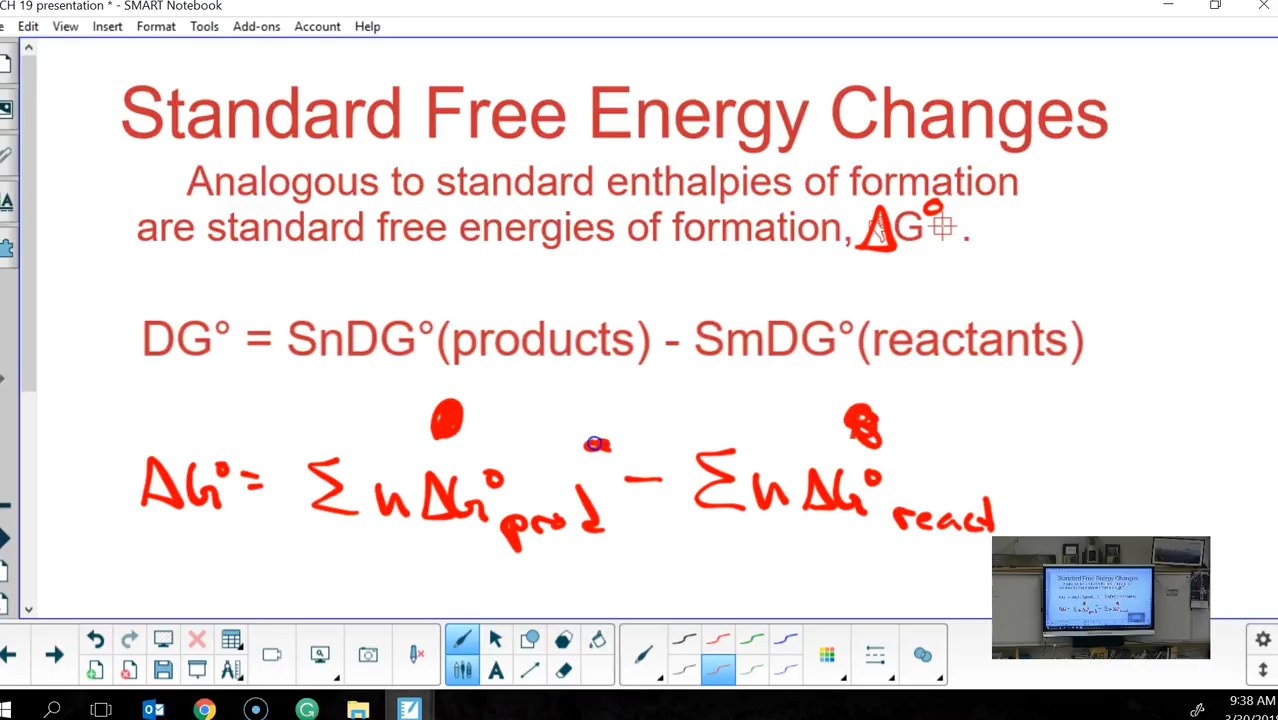 CH 19 presentation * - SMART Notebook
Edit View Insert Format Tools Add-ons Account Help
Standard Free Energy Changes
Analogous to standard enthalpies of formation
are standard free energies of formation, ΔG° .
DG° = SnDG°(products) - SmDG°(reactants)
ΔG° = Σ n ΔG° prod - Σ n ΔG° react
9:38 AM